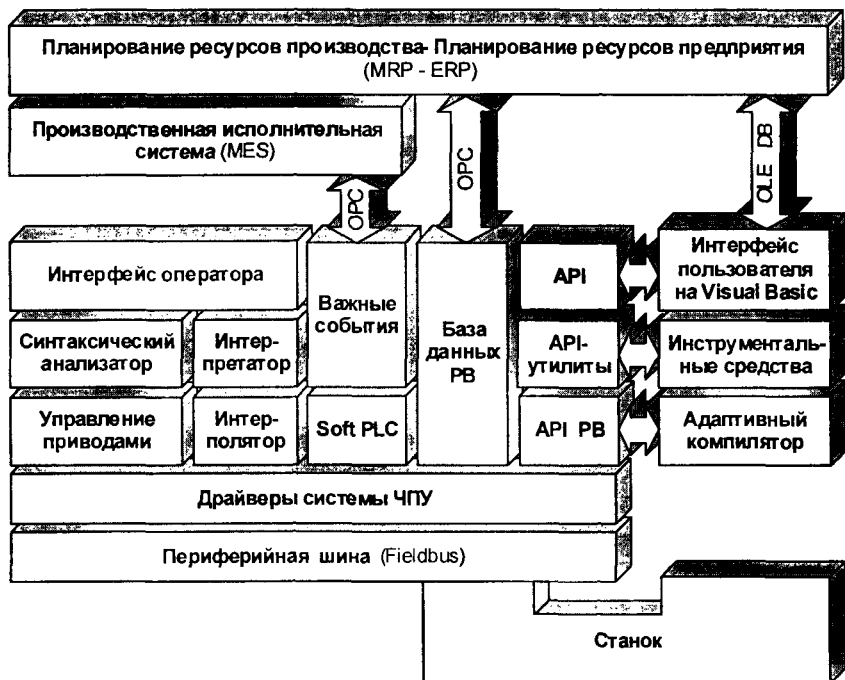 Планирование ресурсов производства- Планирование ресурсов предприятия
(MRP - ERP)
Производственная исполнительная
система (MES)
OPC
OPC
OLE DB
Интерфейс оператора
Важные
события
База
данных
РВ
API
Интерфейс
пользователя
на Visual Basic
Синтаксический
анализатор
Интер-
претатор
API-
утилиты
Инструменталь-
ные средства
Управление
приводами
Интер-
полятор
Soft PLC
API РВ
Адаптивный
компилятор
Драйверы системы ЧПУ
Периферийная шина (Fieldbus)
Станок